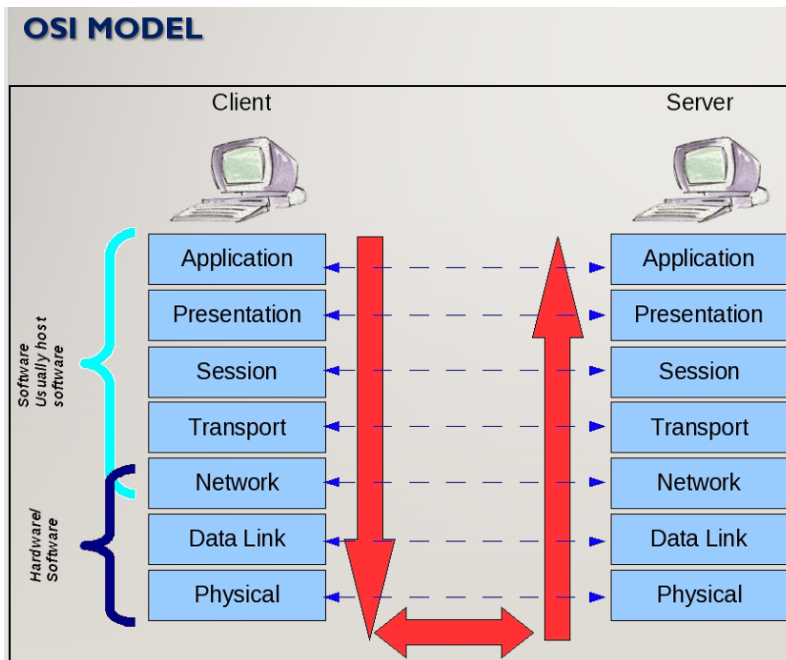 OSI MODEL
Client
Server
Application
Application
Presentation
Presentation
Session
Session
Transport
Transport
Network
Network
Data Link
Data Link
Physical
Physical
Software
Usually host
software
Hardware/
Software